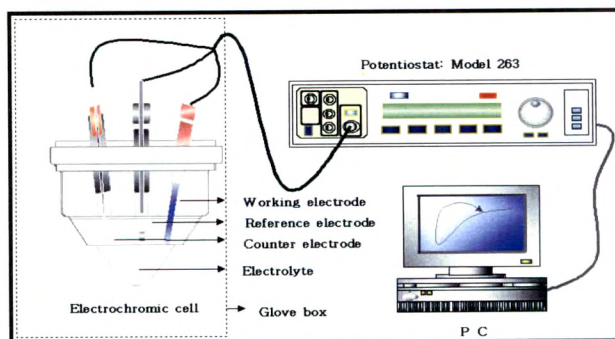 Potentiostat: Model 263
Working electrode
Reference electrode
Counter electrode
Electrolyte
Electrochromic cell
Glove box
P C